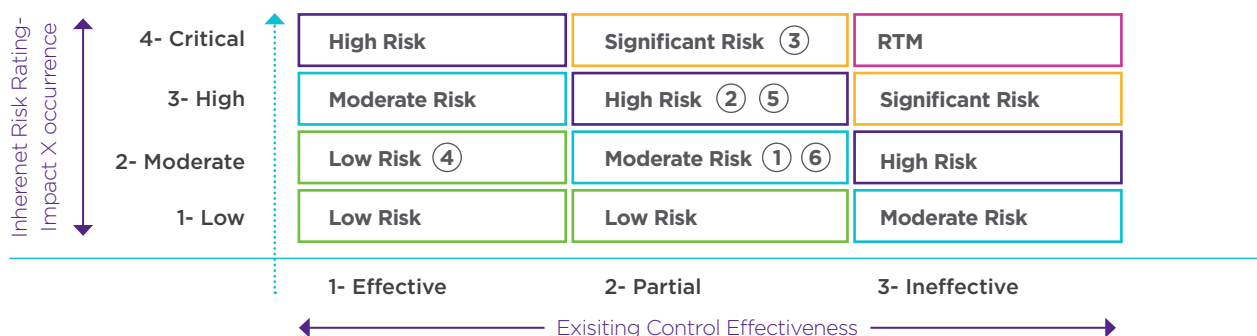 Inherenet Risk Rating-
Impact X occurrence
4- Critical
High Risk
Significant Risk 3
RTM
3- High
Moderate Risk
High Risk 2 5
Significant Risk
2- Moderate
Low Risk 4
Moderate Risk 1 6
High Risk
1- Low
Low Risk
Low Risk
Moderate Risk
1- Effective
2- Partial
3- Ineffective
Exisiting Control Effectiveness